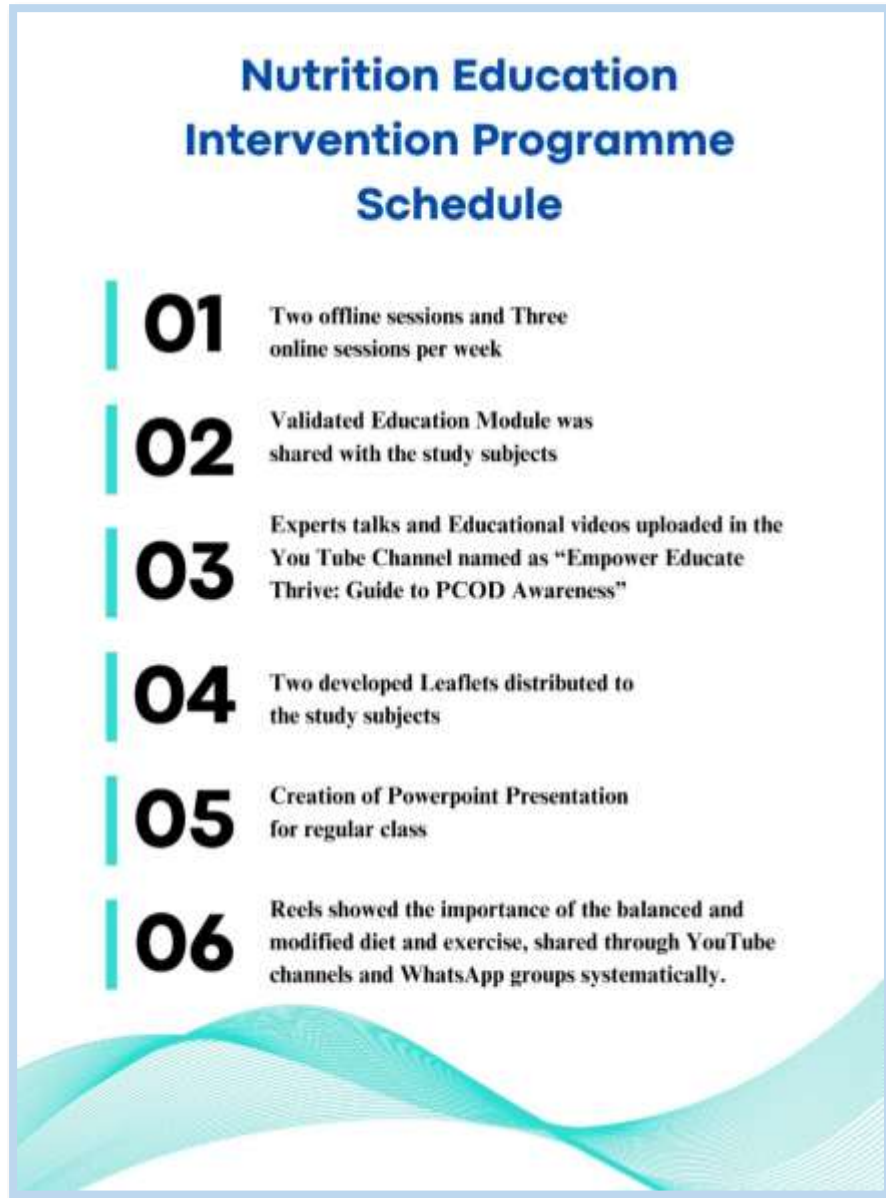 Nutrition Education
Intervention Programme
Schedule
01
Two offline sessions and Three
online sessions per week
02
Validated Education Module was
shared with the study subjects
03
Experts talks and Educational videos uploaded in the
You Tube Channel named as “Empower Educate
Thrive: Guide to PCOD Awareness”
04
Two developed Leaflets distributed to
the study subjects
05
Creation of Powerpoint Presentation
for regular class
06
Reels showed the importance of the balanced and
modified diet and exercise, shared through YouTube
channels and WhatsApp groups systematically.